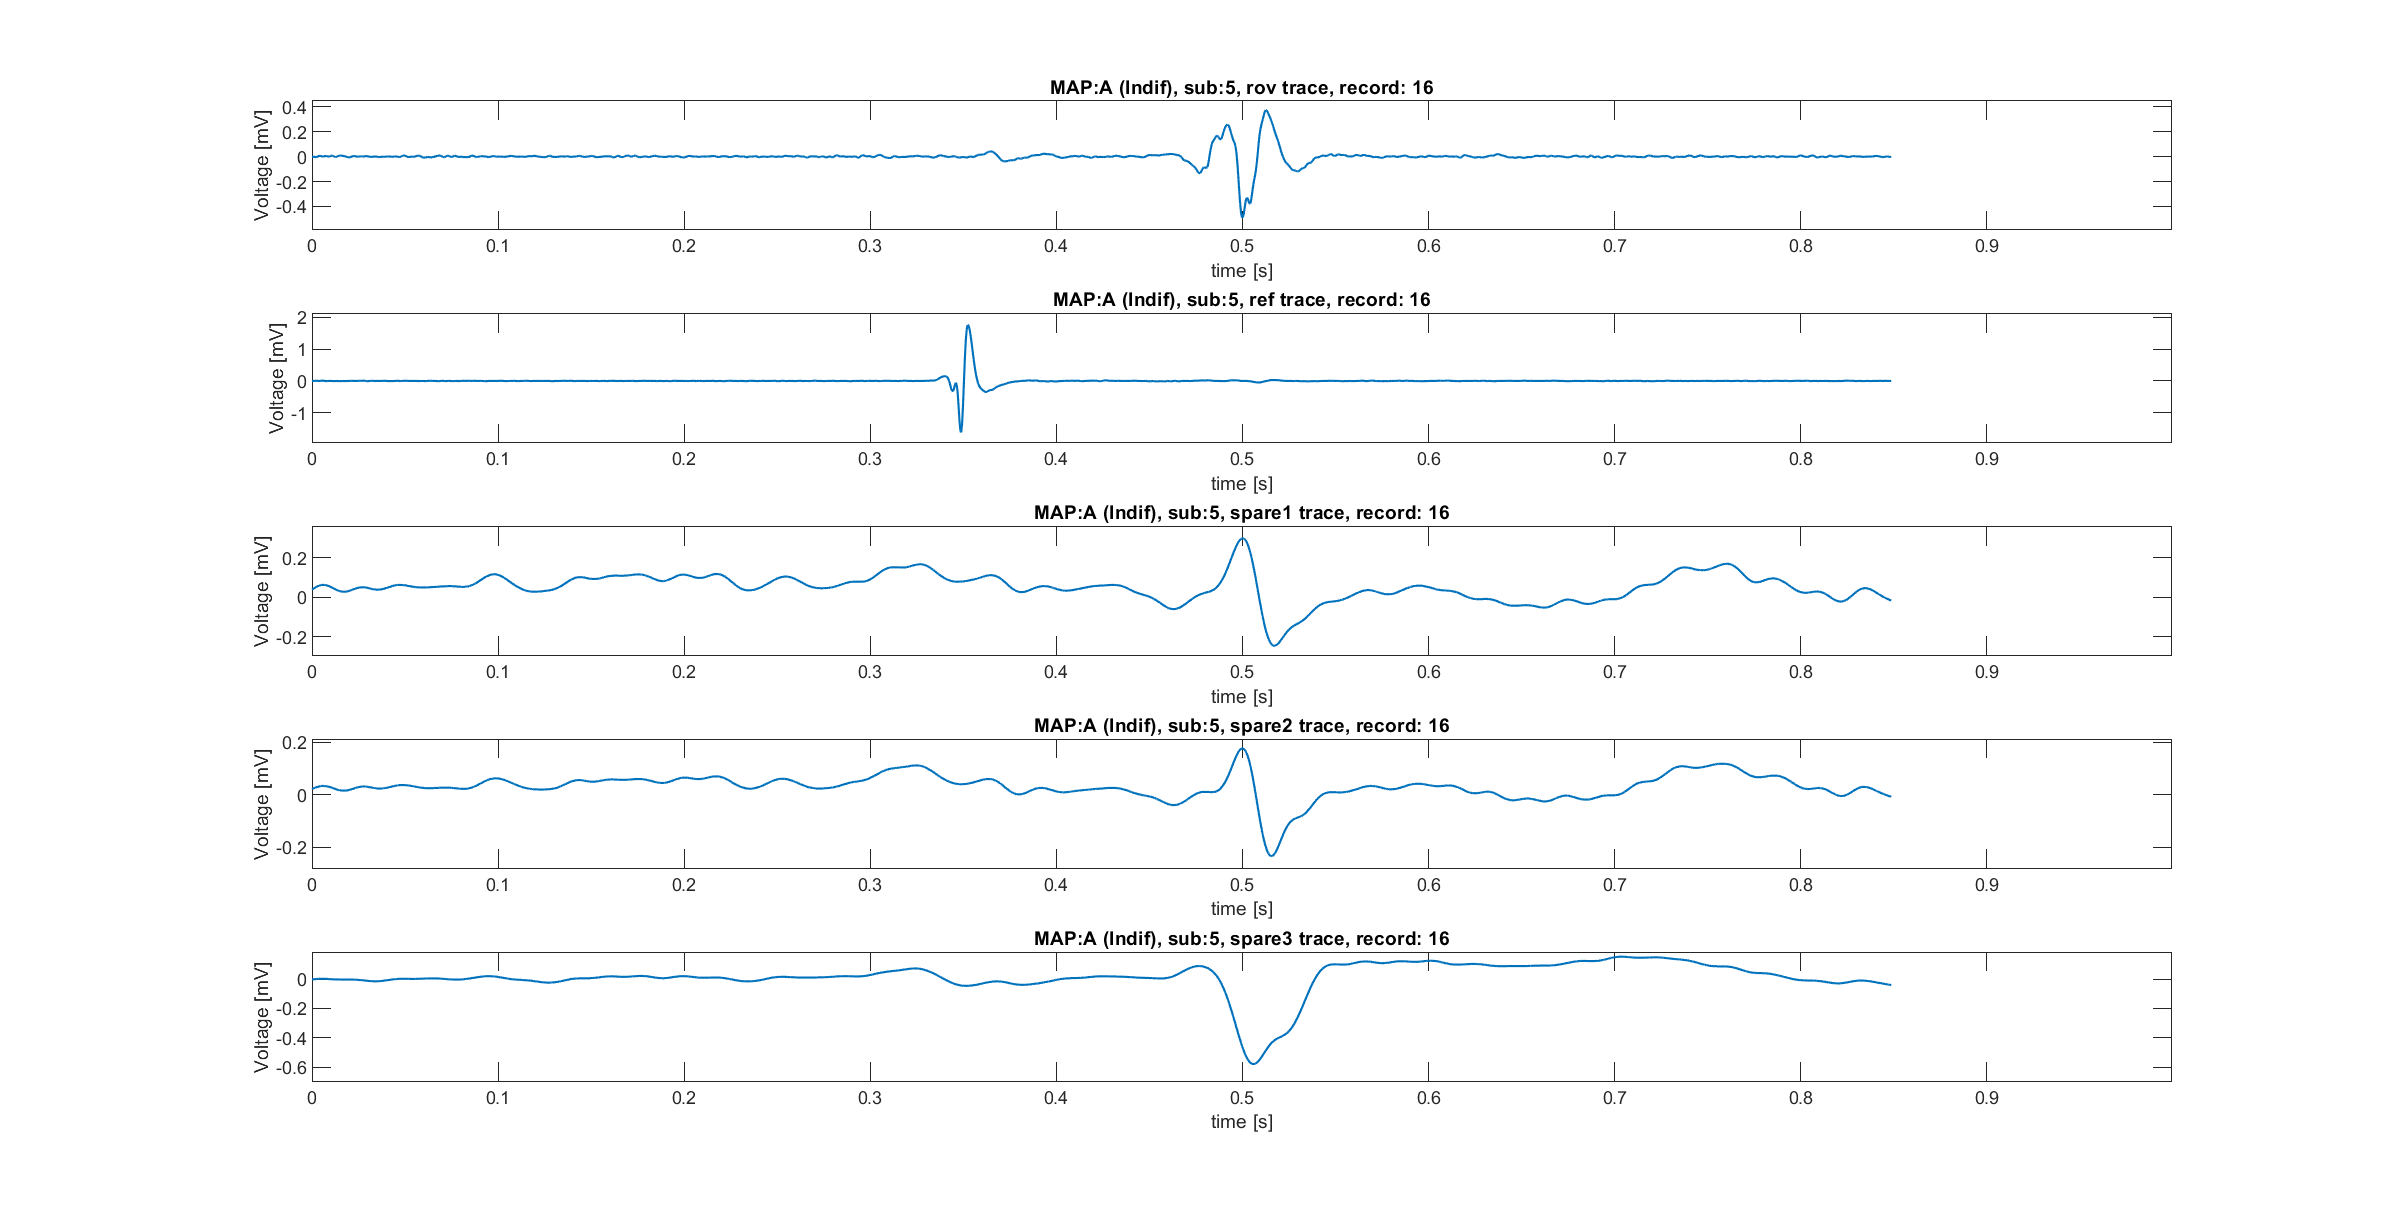 MAP:A (Indif), sub:5, rov trace, record: 16
Voltage [mV]
0.4
0.2
0
-0.2
-0.4
0 0.1 0.2 0.3 0.4 0.5 0.6 0.7 0.8 0.9
time [s]
MAP:A (Indif), sub:5, ref trace, record: 16
Voltage [mV]
2
1
0
-1
0 0.1 0.2 0.3 0.4 0.5 0.6 0.7 0.8 0.9
time [s]
MAP:A (Indif), sub:5, spare1 trace, record: 16
Voltage [mV]
0.2
0
-0.2
0 0.1 0.2 0.3 0.4 0.5 0.6 0.7 0.8 0.9
time [s]
MAP:A (Indif), sub:5, spare2 trace, record: 16
Voltage [mV]
0.2
0
-0.2
0 0.1 0.2 0.3 0.4 0.5 0.6 0.7 0.8 0.9
time [s]
MAP:A (Indif), sub:5, spare3 trace, record: 16
Voltage [mV]
0
-0.2
-0.4
-0.6
0 0.1 0.2 0.3 0.4 0.5 0.6 0.7 0.8 0.9
time [s]